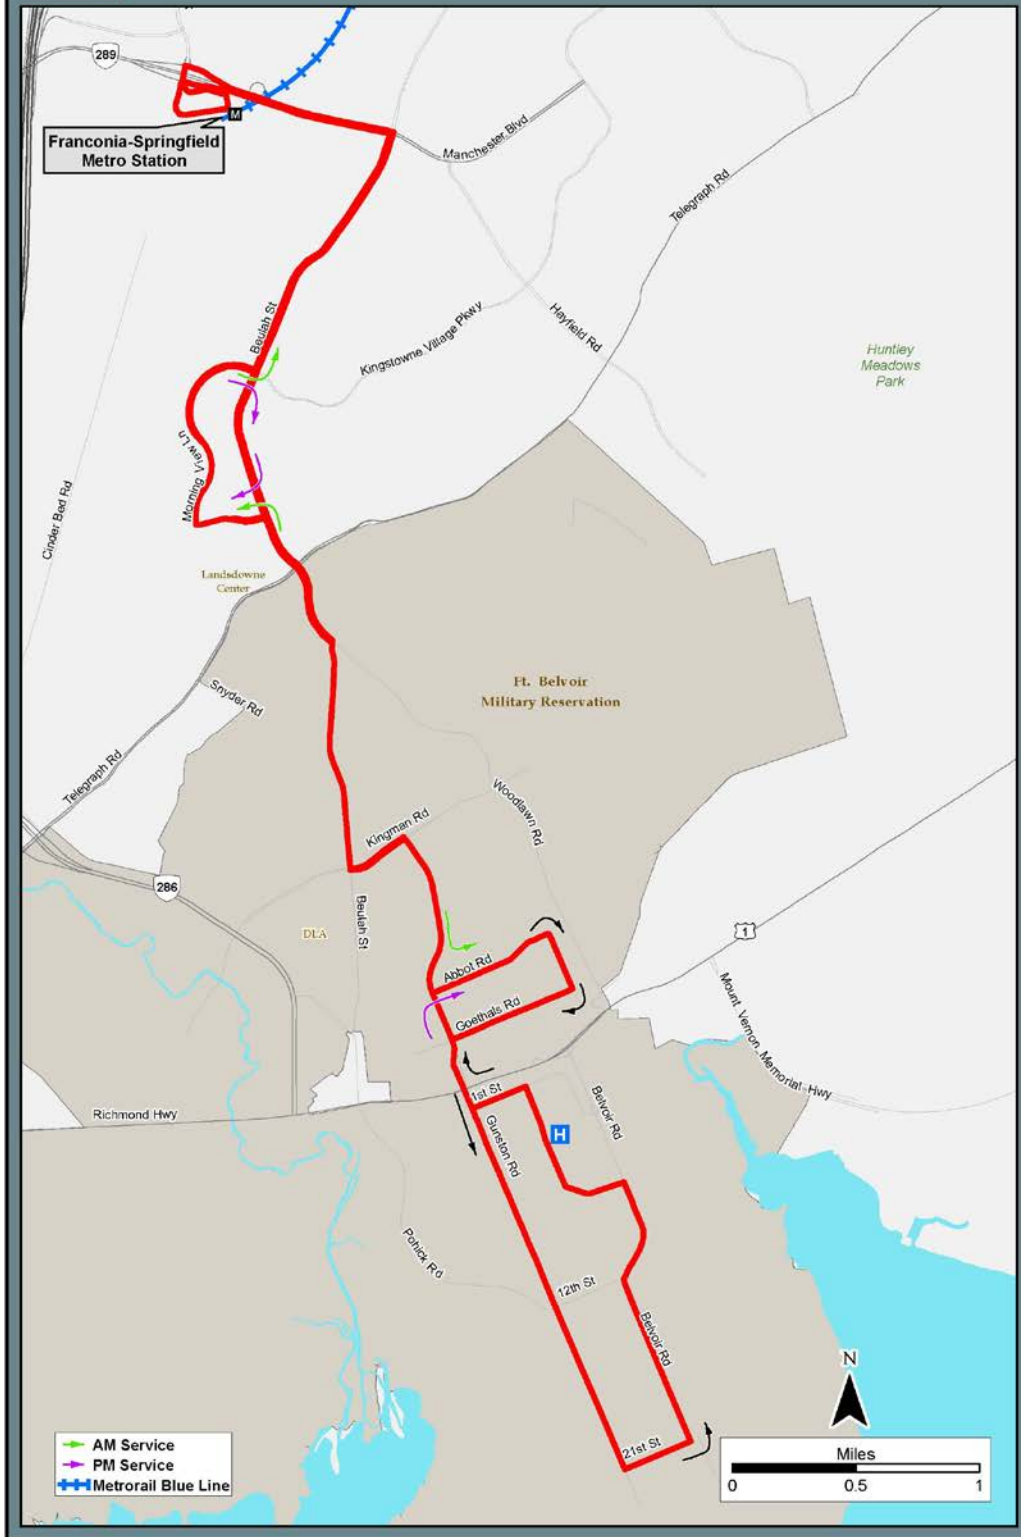 289
M
Franconia-Springfield
Metro Station
Manchester Blvd
Telegraph Rd
Beulah St
Kingstowne Village Pkwy
Hayfield Rd
Huntley
Meadows
Park
Morning View Ln
Cinder Bed Rd
Landsdowne
Center
Ft. Belvoir
Military Reservation
Snyder Rd
Telegraph Rd
Woodlawn Rd
Kingman Rd
286
Beulah St
DLA
1
Abbot Rd
Goethals Rd
Mount Vernon Memorial Hwy
1st St
Richmond Hwy
Belvoir Rd
H
Gunston Rd
Pohick Rd
12th St
Belvoir Rd
N
21st St
AM Service
PM Service
Metrorail Blue Line
Miles
0 0.5 1